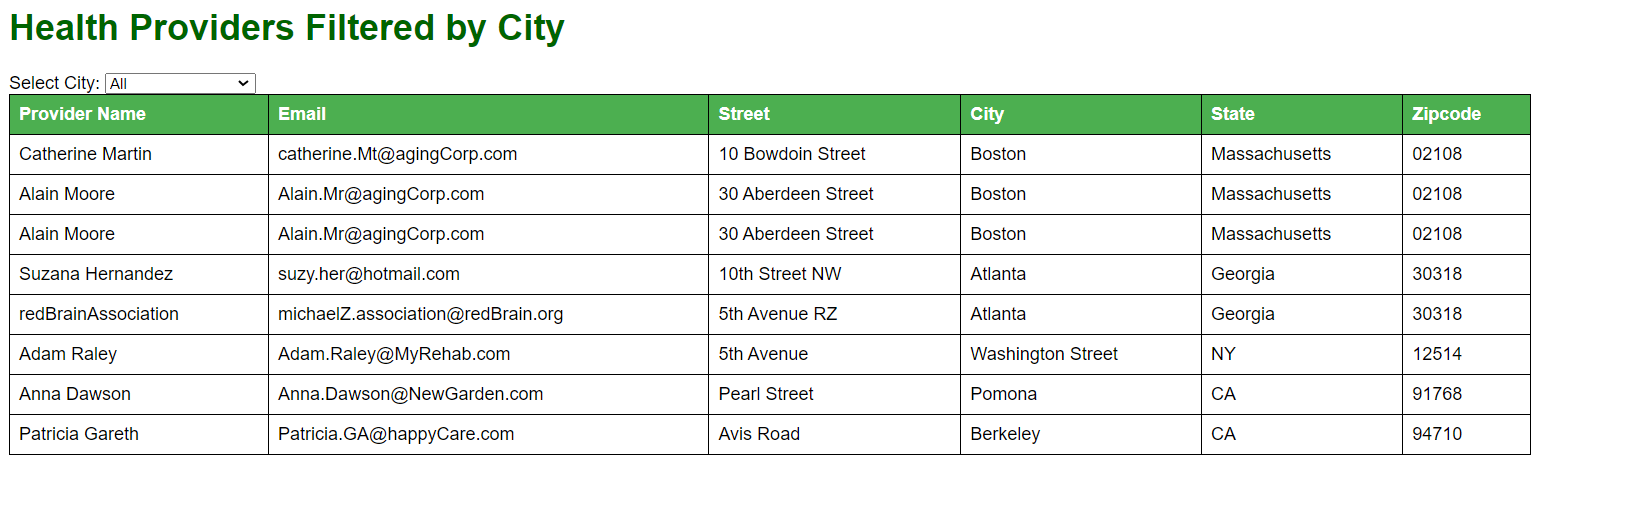 Health Providers Filtered by City
Select City: All
Provider Name Email Street City State Zipcode
Catherine Martin catherine.Mt@agingCorp.com 10 Bowdoin Street Boston Massachusetts 02108
Alain Moore Alain.Mr@agingCorp.com 30 Aberdeen Street Boston Massachusetts 02108
Alain Moore Alain.Mr@agingCorp.com 30 Aberdeen Street Boston Massachusetts 02108
Suzana Hernandez suzy.her@hotmail.com 10th Street NW Atlanta Georgia 30318
redBrainAssociation michaelZ.association@redBrain.org 5th Avenue RZ Atlanta Georgia 30318
Adam Raley Adam.Raley@MyRehab.com 5th Avenue Washington Street NY 12514
Anna Dawson Anna.Dawson@NewGarden.com Pearl Street Pomona CA 91768
Patricia Gareth Patricia.GA@happyCare.com Avis Road Berkeley CA 94710